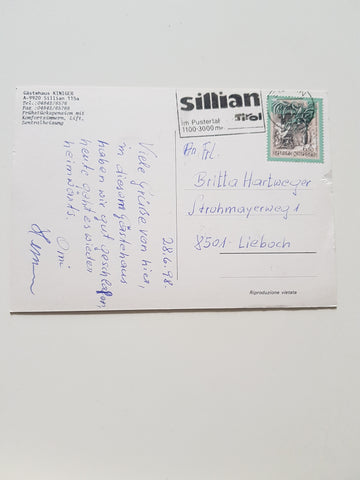 Gästehaus KINIGER
A-9920 Sillian 115a
Tel.:04842/6570
Fax :04842/65703
Frühstückspension mit
Komfortzimmern, Lift,
Zentralheizung
28.6.98.
Viele Grüße von hier,
in diesem Gästehaus
haben wir gut geschlafen,
heute geht es wieder
heimwärts.
Omi
sillian
im Pustertal Tirol
1100-3000 m
An Frl.
Britta Hartweger
Strohmayerweg 1
8501 - Lieboch
Riproduzione vietata